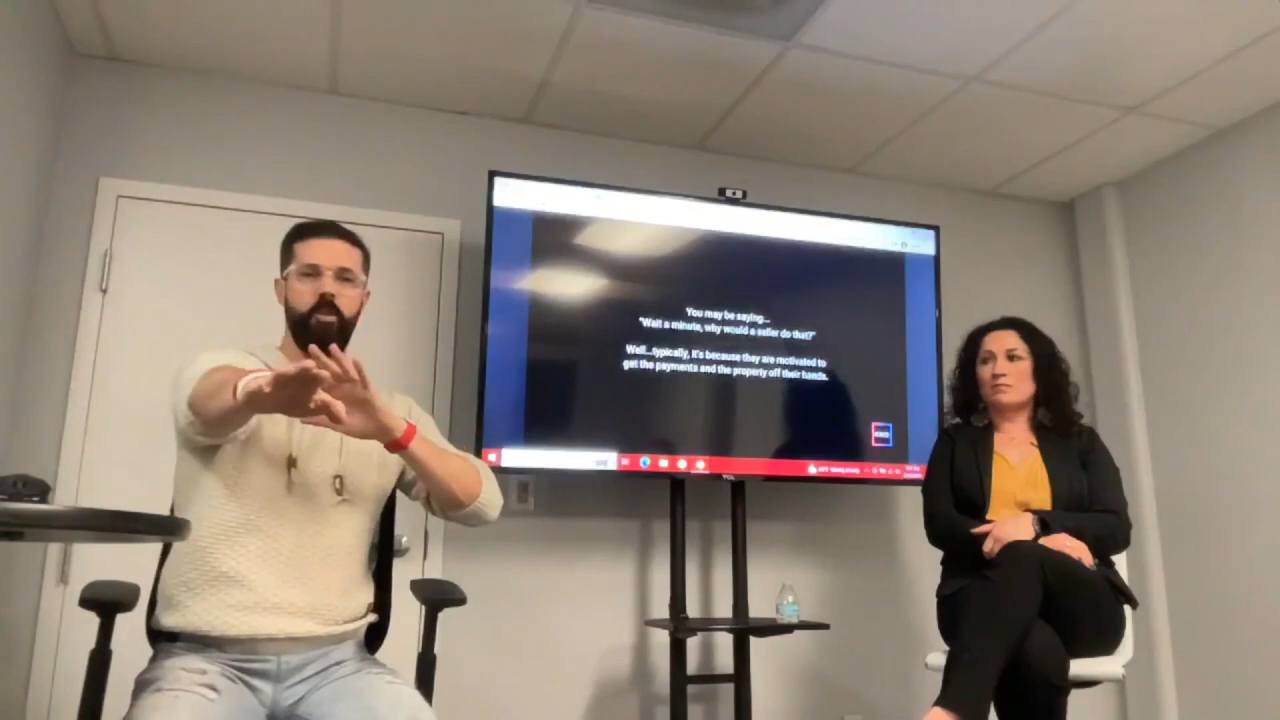 You may be saying...
"Wait a minute, why would a seller do that?"
Well...typically, it's because they are motivated to
get the payments and the property off their hands.
TCL